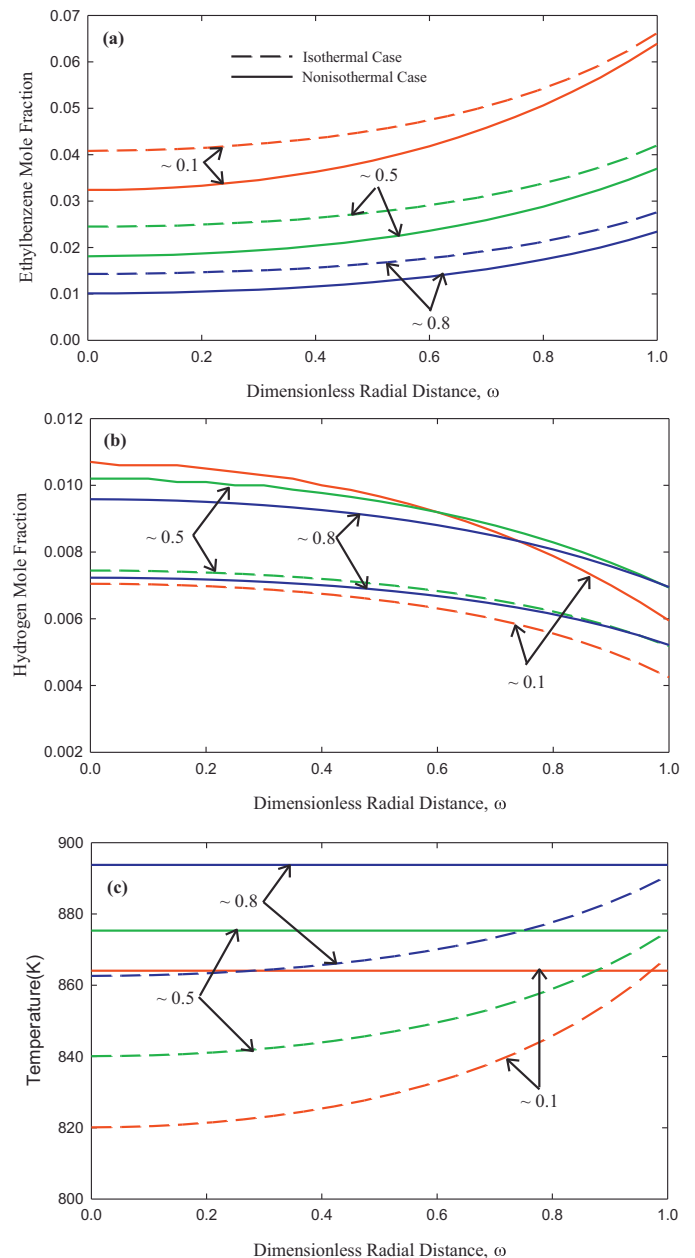 0.07
(a)
Isothermal Case
Nonisothermal Case
0.06
0.05
0.04
0.03
0.02
0.01
0.00
~ 0.1
~ 0.5
~ 0.8
Ethylbenzene Mole Fraction
0.0 0.2 0.4 0.6 0.8 1.0
Dimensionless Radial Distance, ω
0.012
(b)
0.010
0.008
0.006
0.004
0.002
~ 0.5
~ 0.8
~ 0.1
Hydrogen Mole Fraction
0.0 0.2 0.4 0.6 0.8 1.0
Dimensionless Radial Distance, ω
900
(c)
880
860
840
820
800
~ 0.8
~ 0.5
~ 0.1
Temperature(K)
0.0 0.2 0.4 0.6 0.8 1.0
Dimensionless Radial Distance, ω